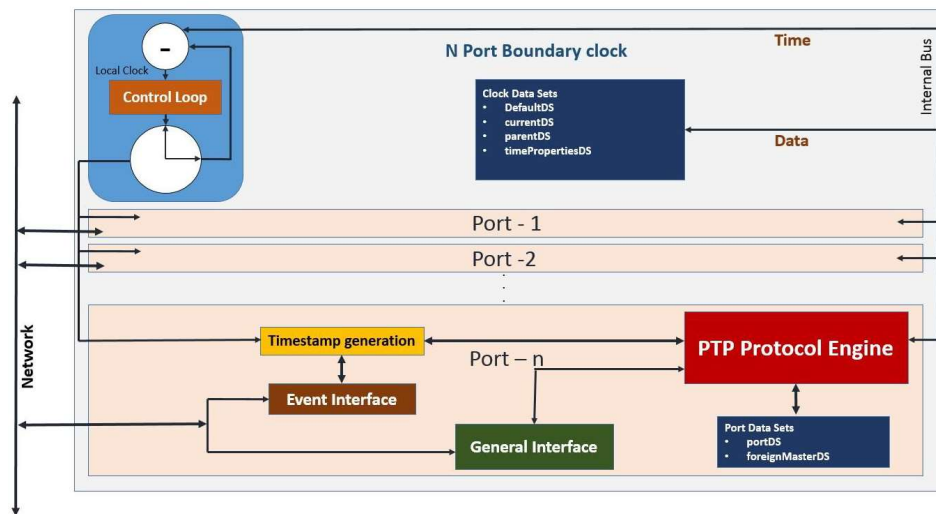 Time
Internal Bus
N Port Boundary clock
-
Local Clock
Control Loop
Clock Data Sets
• DefaultDS
• currentDS
• parentDS
• timePropertiesDS
Data
Port - 1
Port -2
Network
Timestamp generation
Port – n
PTP Protocol Engine
Event Interface
General Interface
Port Data Sets
• portDS
• foreignMasterDS